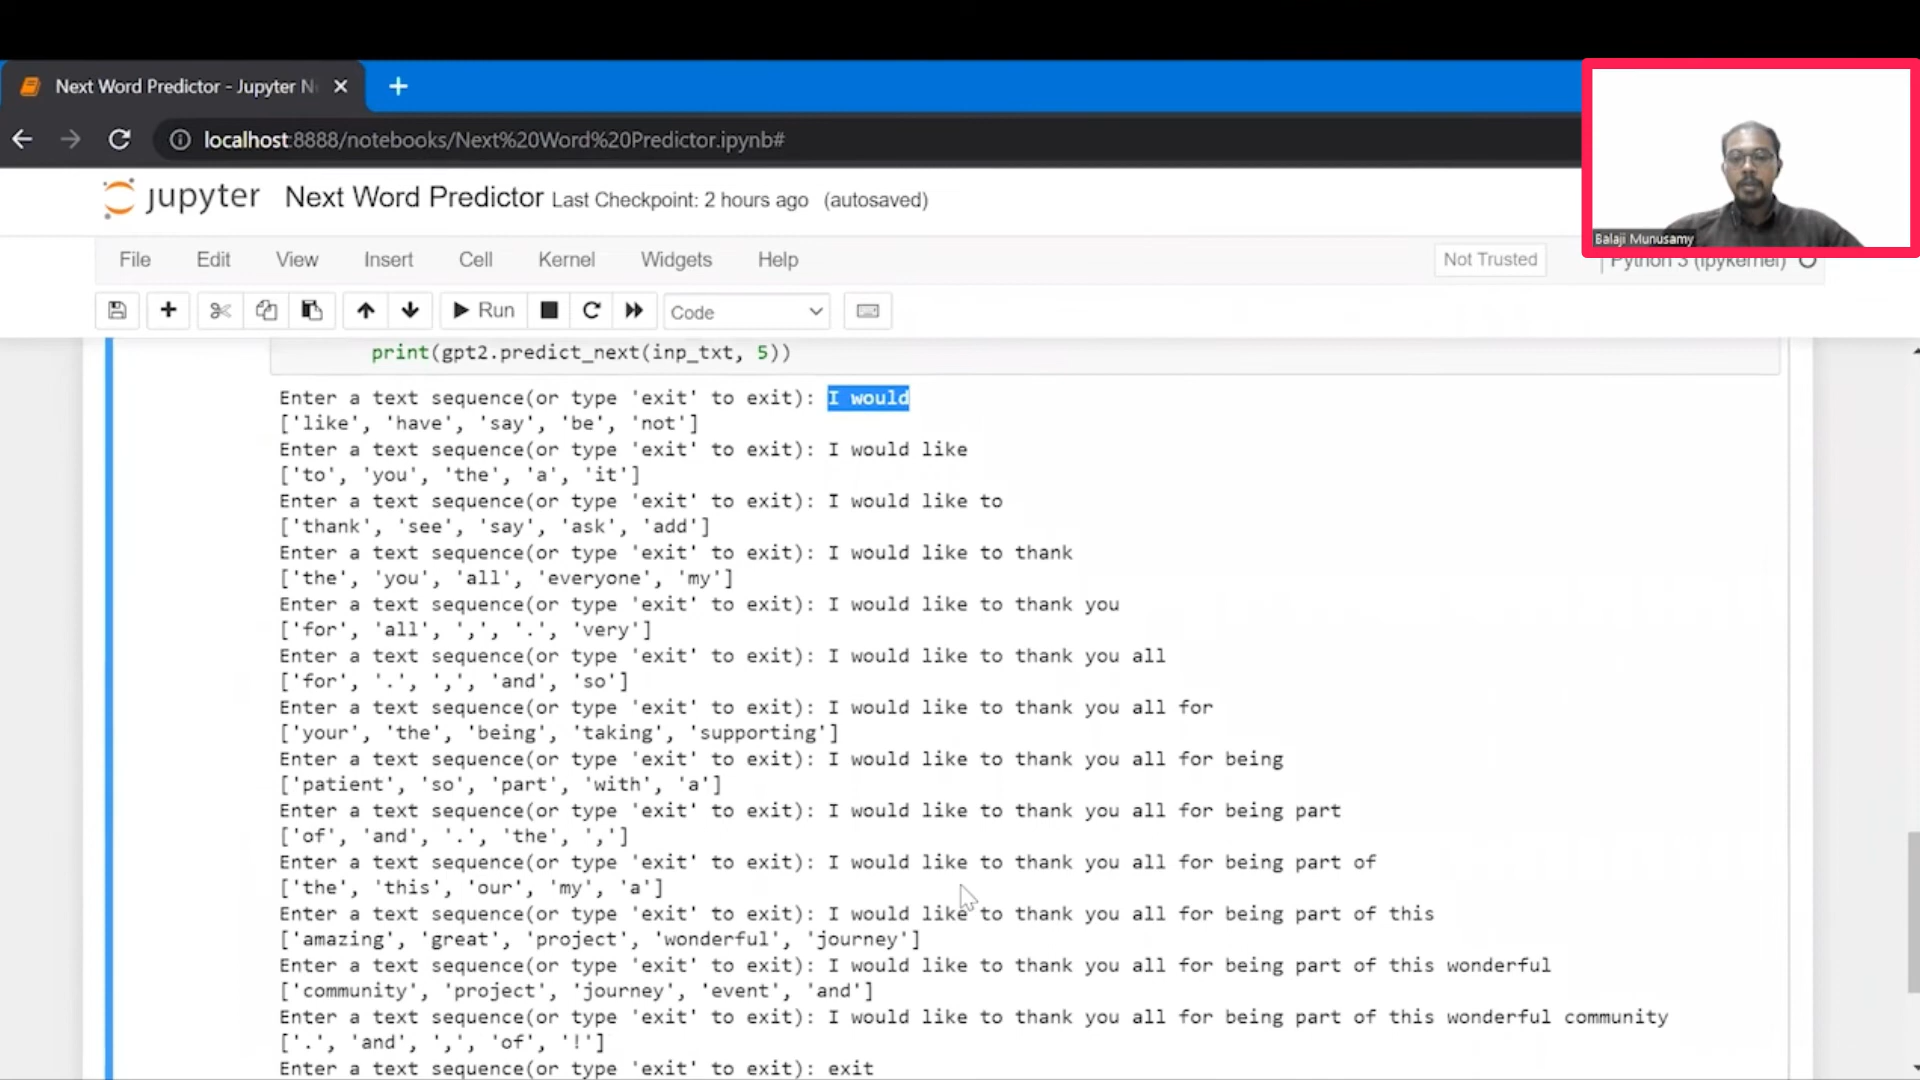 Next Word Predictor - Jupyter N
localhost:8888/notebooks/Next%20Word%20Predictor.ipynb#
Balaji Munusamy
jupyter Next Word Predictor Last Checkpoint: 2 hours ago (autosaved)
File Edit View Insert Cell Kernel Widgets Help Not Trusted Python 3 (ipykernel)
Run Code
print(gpt2.predict_next(inp_txt, 5))
Enter a text sequence(or type 'exit' to exit): I would
['like', 'have', 'say', 'be', 'not']
Enter a text sequence(or type 'exit' to exit): I would like
['to', 'you', 'the', 'a', 'it']
Enter a text sequence(or type 'exit' to exit): I would like to
['thank', 'see', 'say', 'ask', 'add']
Enter a text sequence(or type 'exit' to exit): I would like to thank
['the', 'you', 'all', 'everyone', 'my']
Enter a text sequence(or type 'exit' to exit): I would like to thank you
['for', 'all', ',', '.', 'very']
Enter a text sequence(or type 'exit' to exit): I would like to thank you all
['for', '.', ',', 'and', 'so']
Enter a text sequence(or type 'exit' to exit): I would like to thank you all for
['your', 'the', 'being', 'taking', 'supporting']
Enter a text sequence(or type 'exit' to exit): I would like to thank you all for being
['patient', 'so', 'part', 'with', 'a']
Enter a text sequence(or type 'exit' to exit): I would like to thank you all for being part
['of', 'and', '.', 'the', ',']
Enter a text sequence(or type 'exit' to exit): I would like to thank you all for being part of
['the', 'this', 'our', 'my', 'a']
Enter a text sequence(or type 'exit' to exit): I would like to thank you all for being part of this
['amazing', 'great', 'project', 'wonderful', 'journey']
Enter a text sequence(or type 'exit' to exit): I would like to thank you all for being part of this wonderful
['community', 'project', 'journey', 'event', 'and']
Enter a text sequence(or type 'exit' to exit): I would like to thank you all for being part of this wonderful community
['.', 'and', ',', 'of', '!']
Enter a text sequence(or type 'exit' to exit): exit